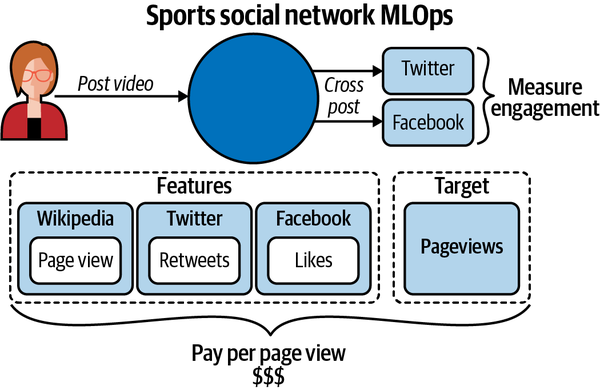 Sports social network MLOps
Post video
Cross
post
Twitter
Facebook
Measure
engagement
Features
Wikipedia
Page view
Twitter
Retweets
Facebook
Likes
Target
Pageviews
Pay per page view
$$$